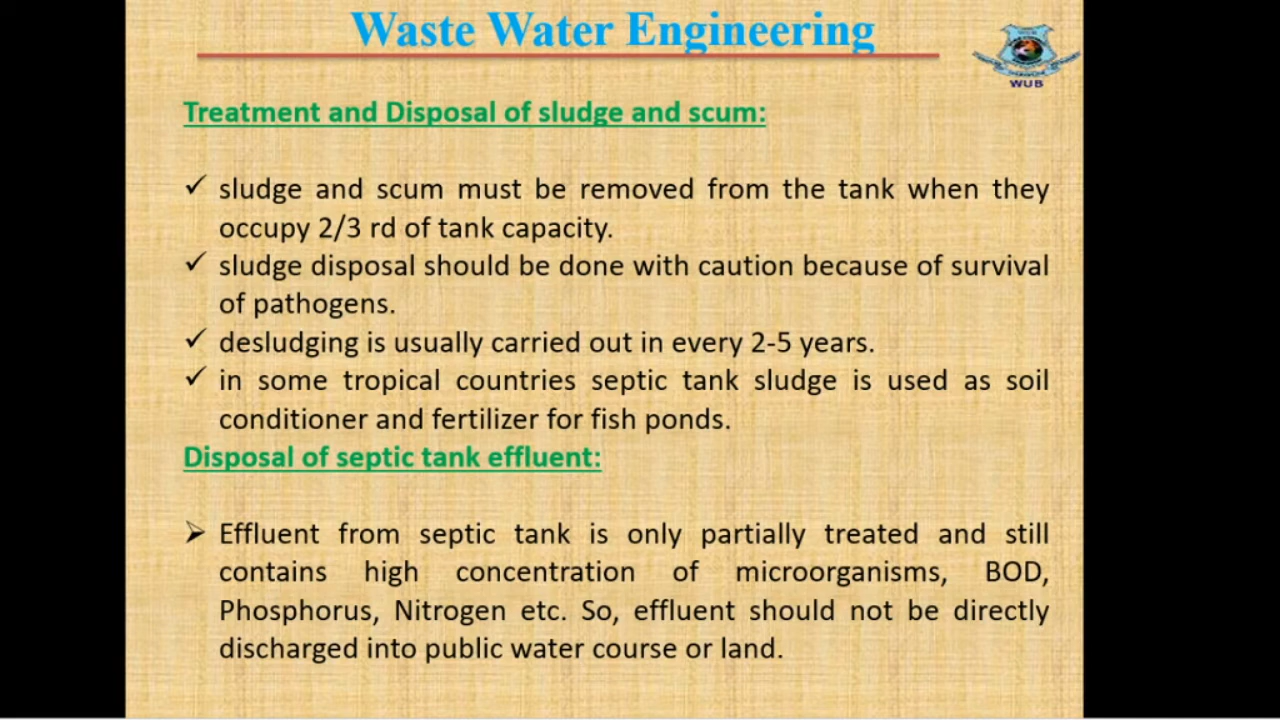 Waste Water Engineering
WUB
Treatment and Disposal of sludge and scum:
✓ sludge and scum must be removed from the tank when they
occupy 2/3 rd of tank capacity.
✓ sludge disposal should be done with caution because of survival
of pathogens.
✓ desludging is usually carried out in every 2-5 years.
✓ in some tropical countries septic tank sludge is used as soil
conditioner and fertilizer for fish ponds.
Disposal of septic tank effluent:
➢ Effluent from septic tank is only partially treated and still
contains high concentration of microorganisms, BOD,
Phosphorus, Nitrogen etc. So, effluent should not be directly
discharged into public water course or land.